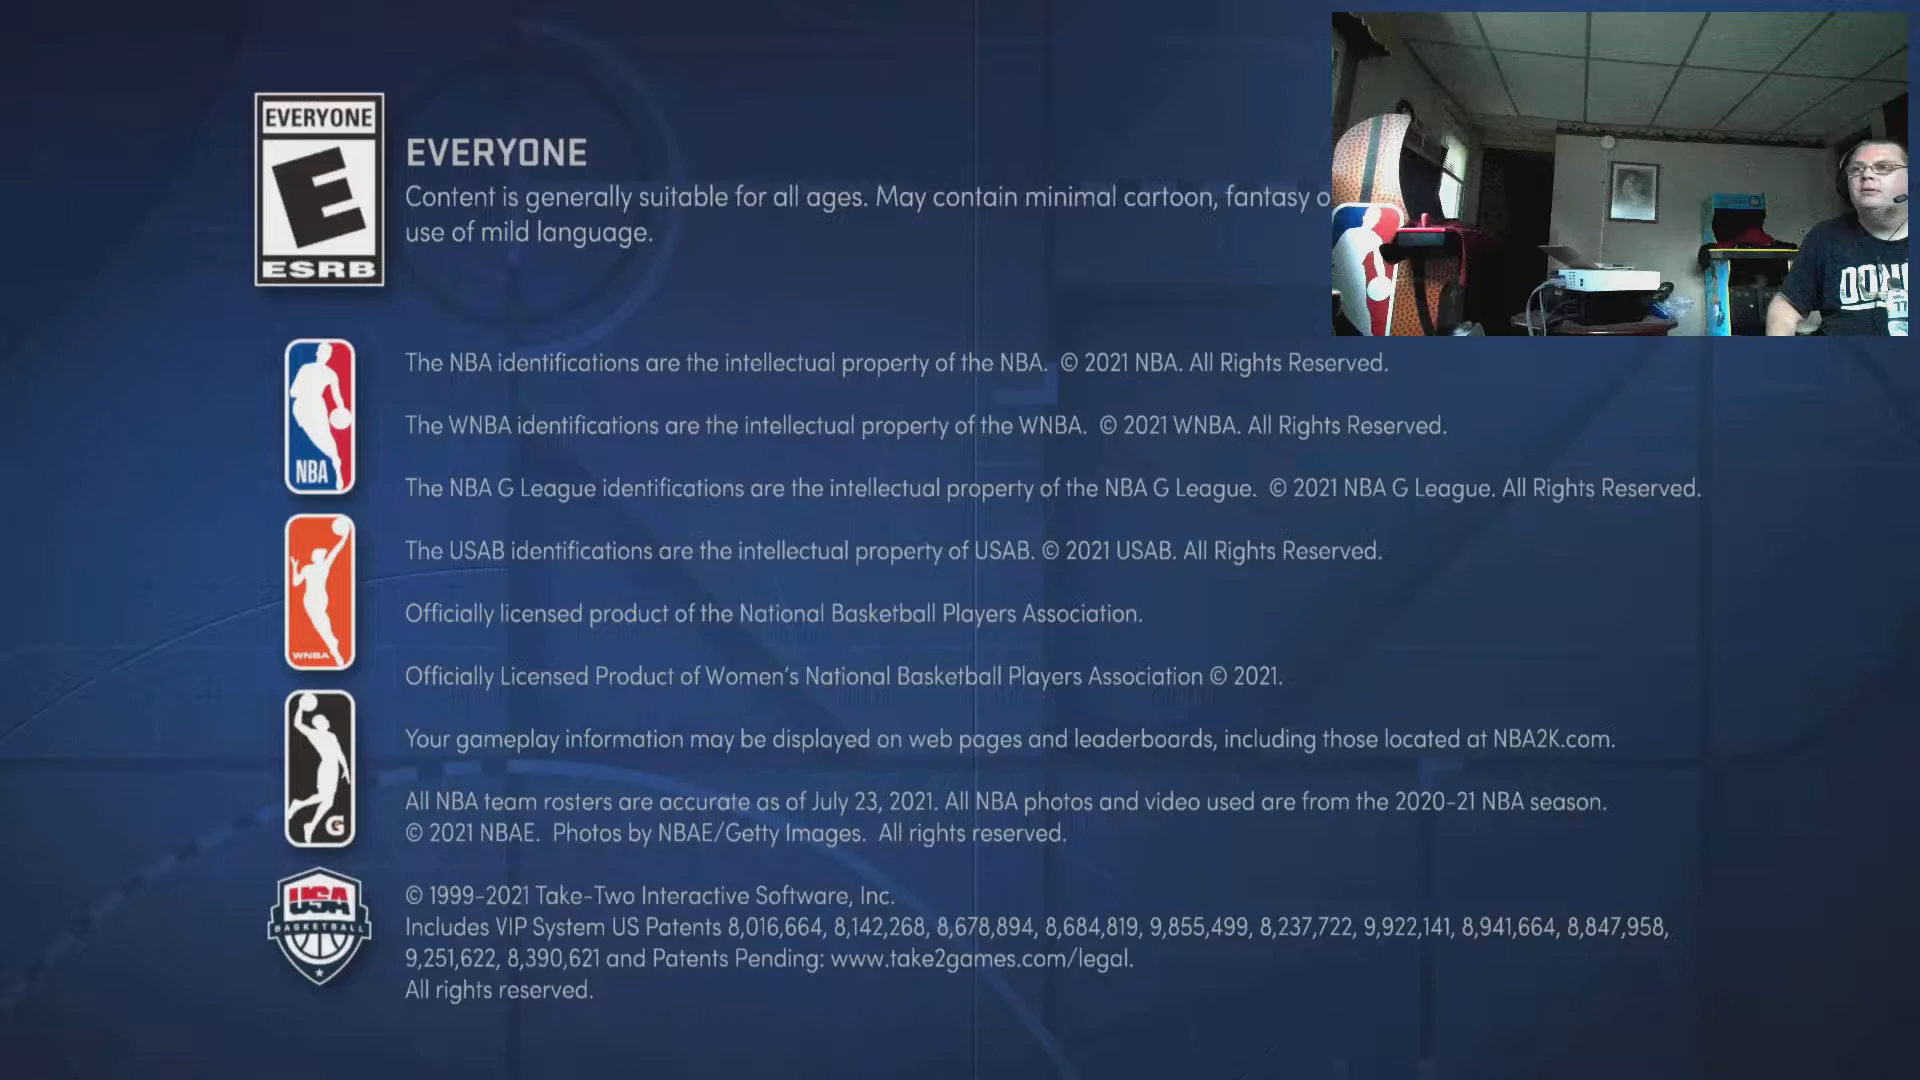 EVERYONE
E
ESRB
EVERYONE
Content is generally suitable for all ages. May contain minimal cartoon, fantasy o
use of mild language.
NBA
The NBA identifications are the intellectual property of the NBA. © 2021 NBA. All Rights Reserved.
The WNBA identifications are the intellectual property of the WNBA. © 2021 WNBA. All Rights Reserved.
The NBA G League identifications are the intellectual property of the NBA G League. © 2021 NBA G League. All Rights Reserved.
WNBA
The USAB identifications are the intellectual property of USAB. © 2021 USAB. All Rights Reserved.
Officially licensed product of the National Basketball Players Association.
Officially Licensed Product of Women's National Basketball Players Association © 2021.
G
Your gameplay information may be displayed on web pages and leaderboards, including those located at NBA2K.com.
All NBA team rosters are accurate as of July 23, 2021. All NBA photos and video used are from the 2020-21 NBA season.
© 2021 NBAE. Photos by NBAE/Getty Images. All rights reserved.
USA
BASKETBALL
© 1999-2021 Take-Two Interactive Software, Inc.
Includes VIP System US Patents 8,016,664, 8,142,268, 8,678,894, 8,684,819, 9,855,499, 8,237,722, 9,922,141, 8,941,664, 8,847,958,
9,251,622, 8,390,621 and Patents Pending: www.take2games.com/legal.
All rights reserved.